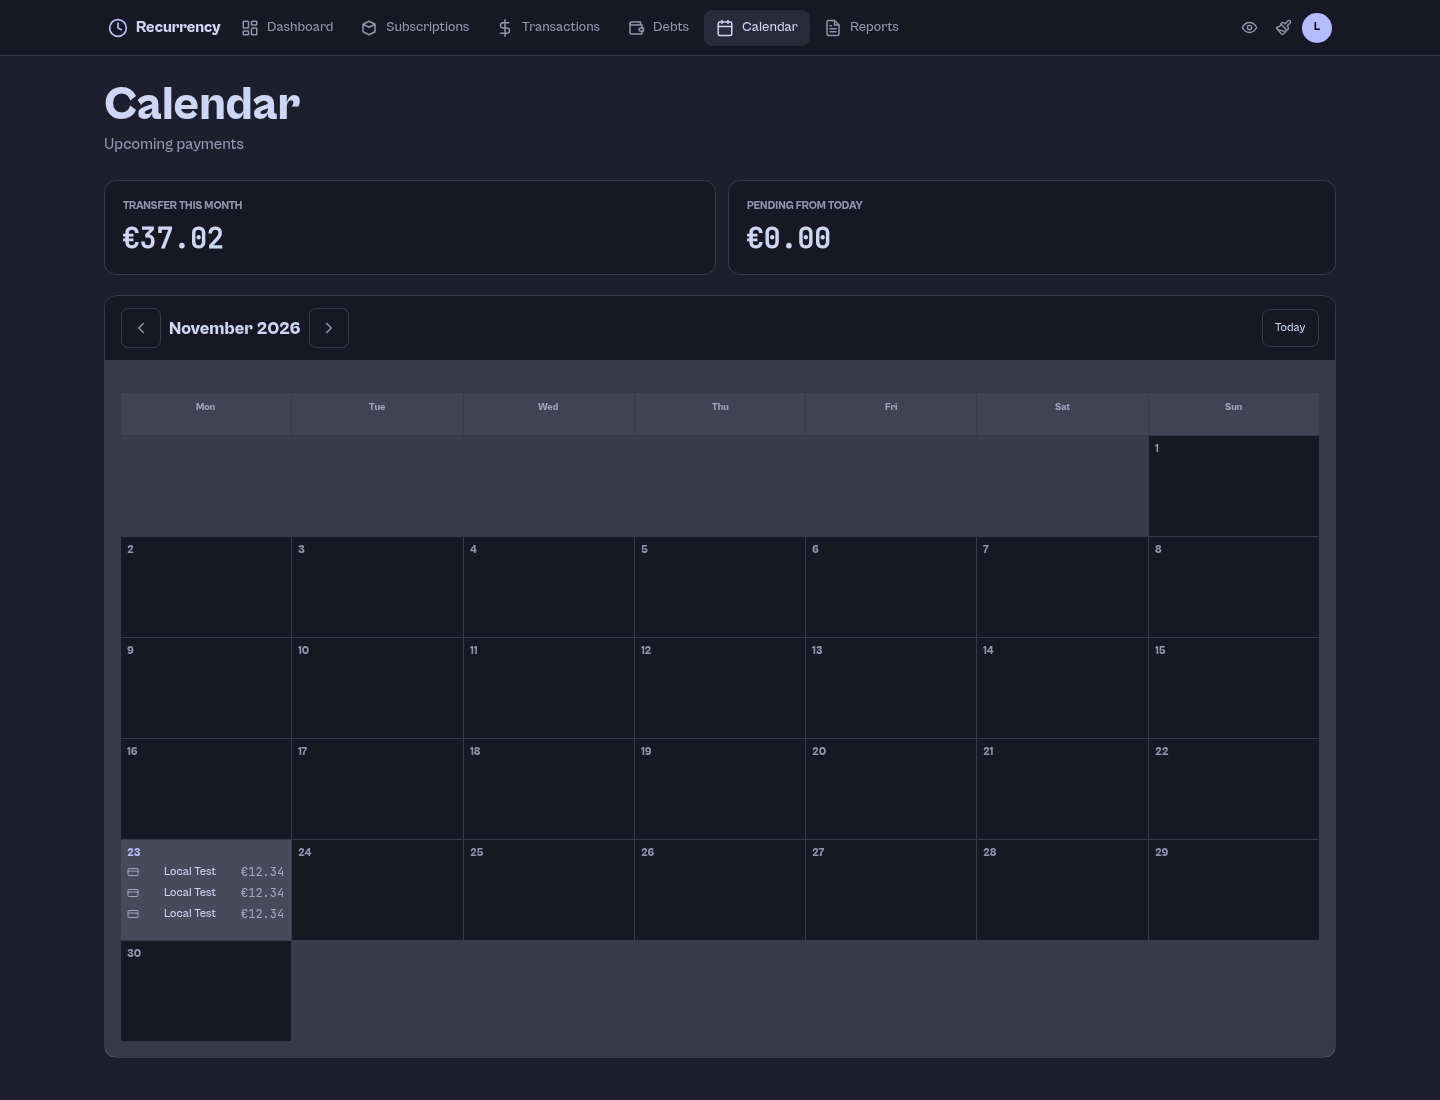 Recurrency Dashboard Subscriptions Transactions Debts Calendar Reports L
Calendar
Upcoming payments
TRANSFER THIS MONTH
€37.02
PENDING FROM TODAY
€0.00
November 2026 Today
Mon Tue Wed Thu Fri Sat Sun
1
2 3 4 5 6 7 8
9 10 11 12 13 14 15
16 17 18 19 20 21 22
23 24 25 26 27 28 29
Local Test €12.34
Local Test €12.34
Local Test €12.34
30